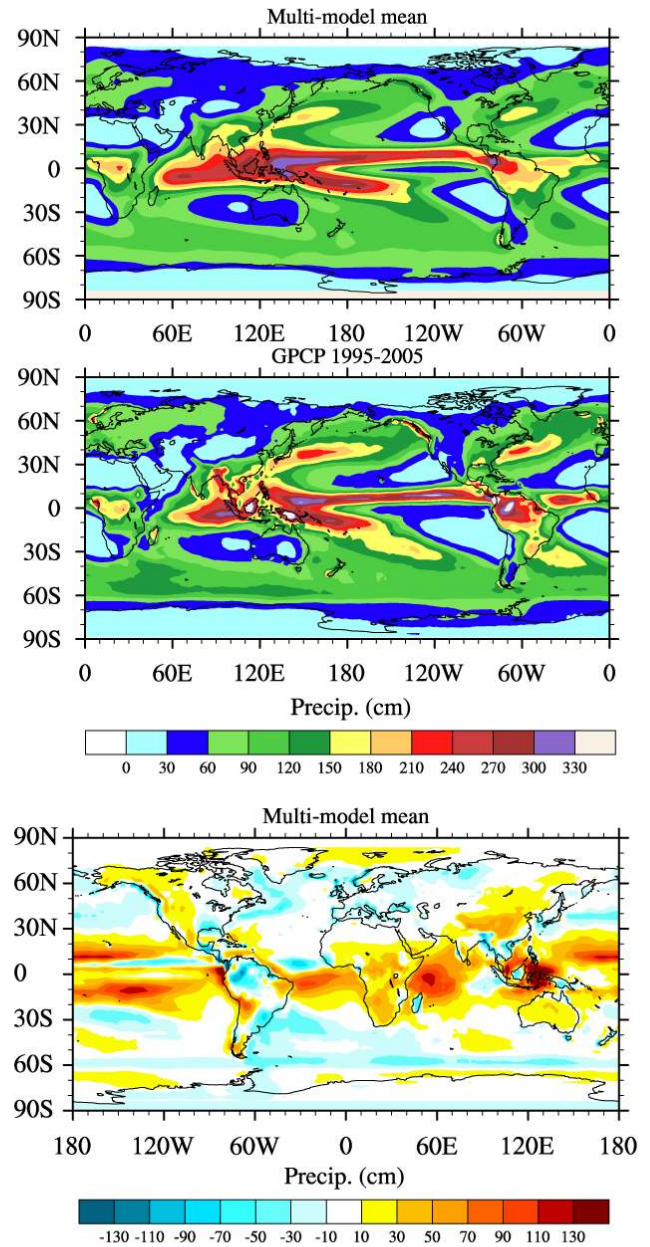 Multi-model mean
90N
60N
30N
0
30S
60S
90S
0 60E 120E 180 120W 60W 0
GPCP 1995-2005
90N
60N
30N
0
30S
60S
90S
0 60E 120E 180 120W 60W 0
Precip. (cm)
0 30 60 90 120 150 180 210 240 270 300 330
Multi-model mean
90N
60N
30N
0
30S
60S
90S
180 120W 60W 0 60E 120E 180
Precip. (cm)
-130 -110 -90 -70 -50 -30 -10 10 30 50 70 90 110 130